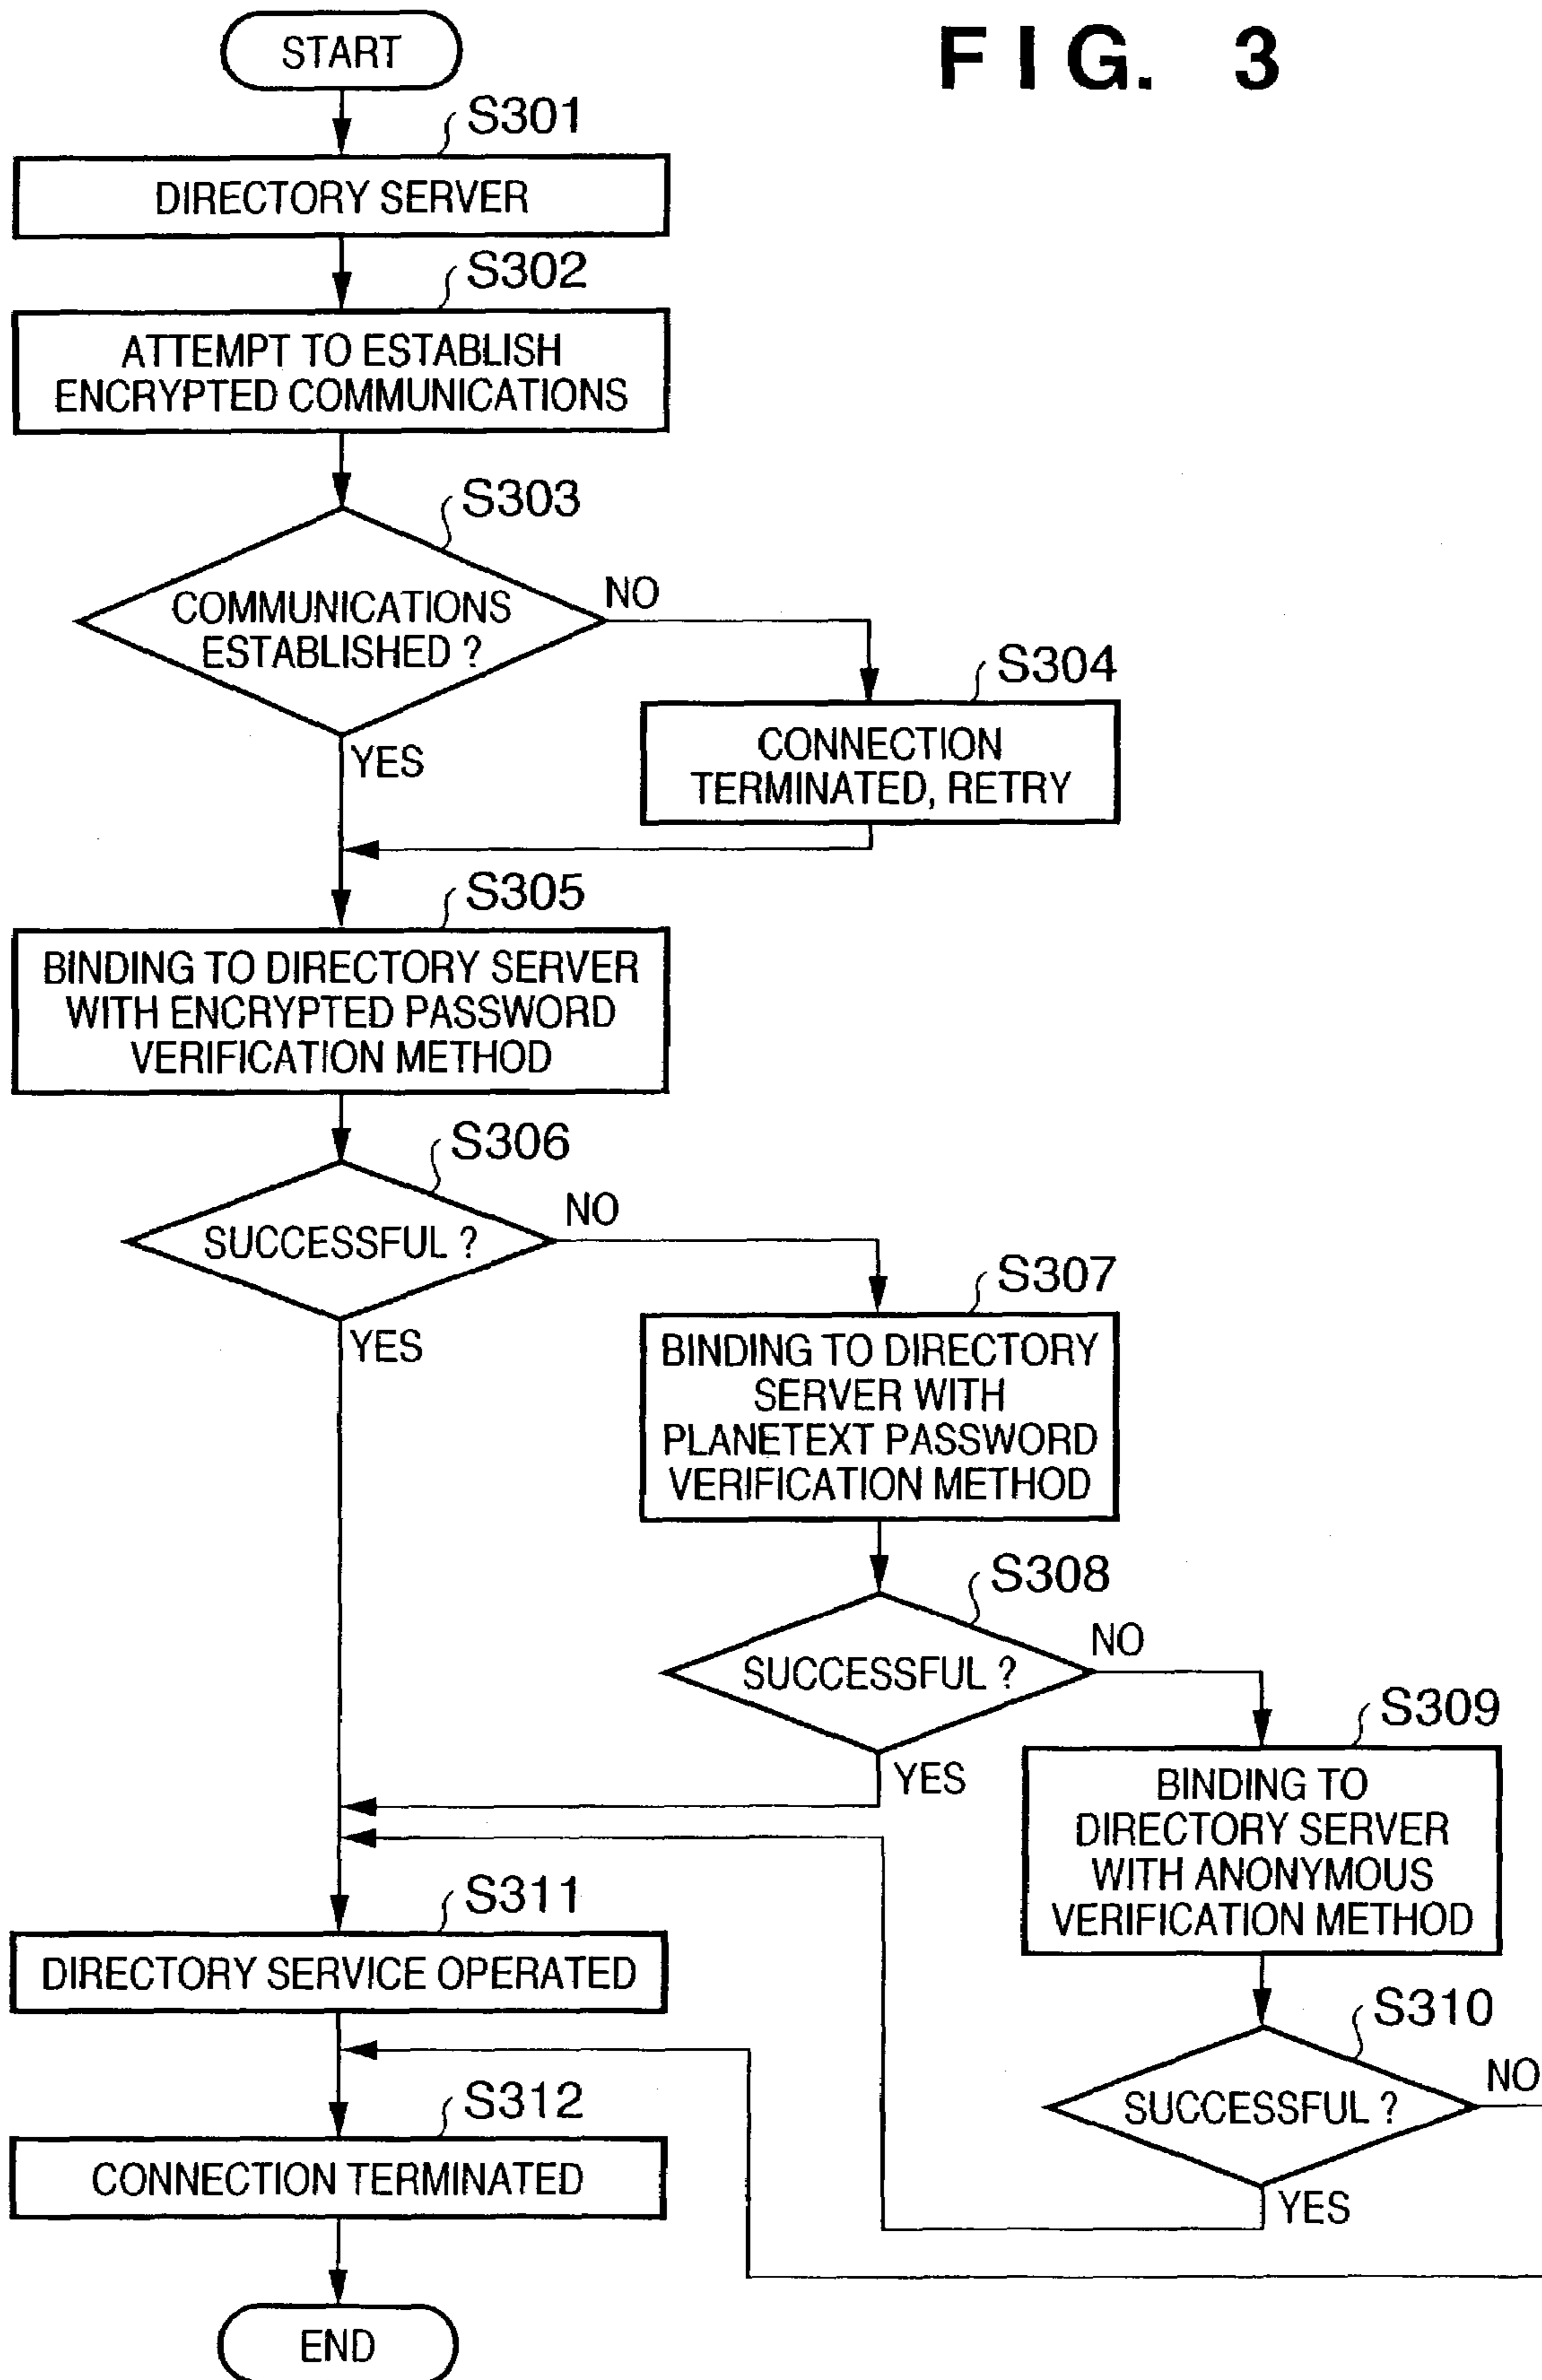 FIG. 3
START
S301
DIRECTORY SERVER
S302
ATTEMPT TO ESTABLISH
ENCRYPTED COMMUNICATIONS
S303
COMMUNICATIONS
ESTABLISHED ?
NO
YES
S304
CONNECTION
TERMINATED, RETRY
S305
BINDING TO DIRECTORY SERVER
WITH ENCRYPTED PASSWORD
VERIFICATION METHOD
S306
SUCCESSFUL ?
NO
YES
S307
BINDING TO DIRECTORY
SERVER WITH
PLANETEXT PASSWORD
VERIFICATION METHOD
S308
SUCCESSFUL ?
NO
YES
S309
BINDING TO
DIRECTORY SERVER
WITH ANONYMOUS
VERIFICATION METHOD
S310
SUCCESSFUL ?
NO
YES
S311
DIRECTORY SERVICE OPERATED
S312
CONNECTION TERMINATED
END